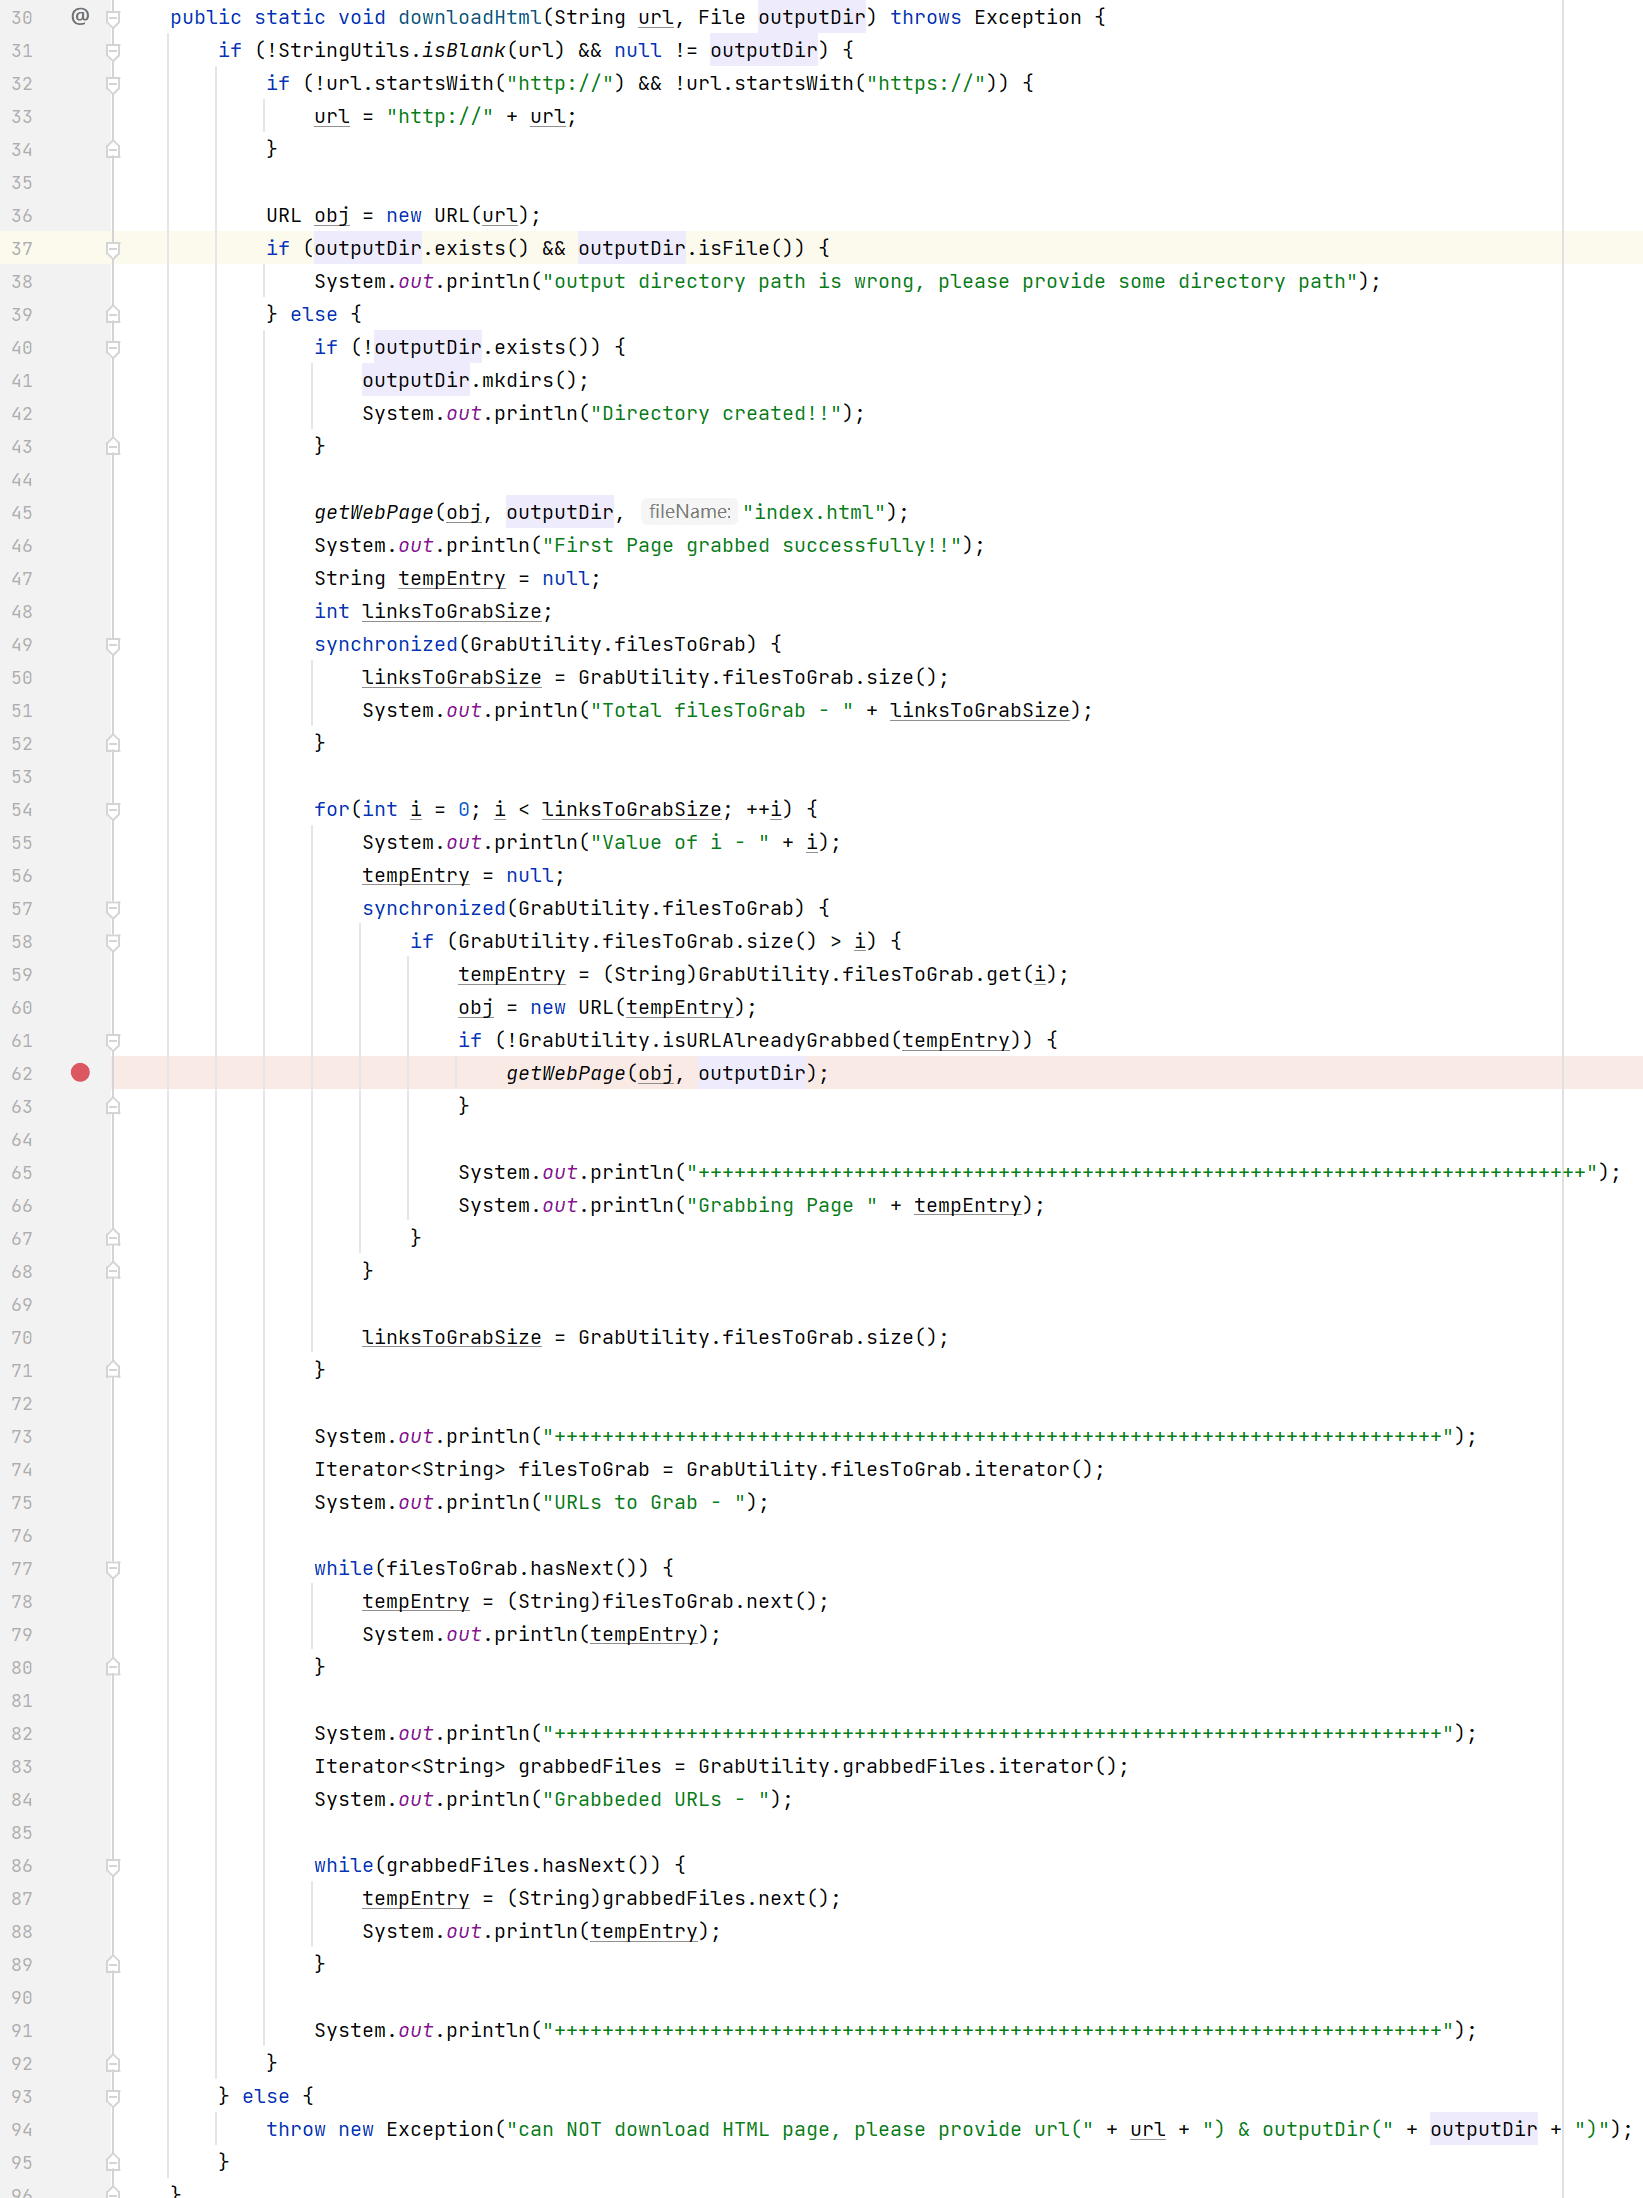 30 @ public static void downloadHtml(String url, File outputDir) throws Exception {
31 if (!StringUtils.isBlank(url) && null != outputDir) {
32 if (!url.startsWith("http://") && !url.startsWith("https://")) {
33 url = "http://" + url;
34 }
35
36 URL obj = new URL(url);
37 if (outputDir.exists() && outputDir.isFile()) {
38 System.out.println("output directory path is wrong, please provide some directory path");
39 } else {
40 if (!outputDir.exists()) {
41 outputDir.mkdirs();
42 System.out.println("Directory created!!");
43 }
44
45 getWebPage(obj, outputDir, fileName: "index.html");
46 System.out.println("First Page grabbed successfully!!");
47 String tempEntry = null;
48 int linksToGrabSize;
49 synchronized(GrabUtility.filesToGrab) {
50 linksToGrabSize = GrabUtility.filesToGrab.size();
51 System.out.println("Total filesToGrab - " + linksToGrabSize);
52 }
53
54 for(int i = 0; i < linksToGrabSize; ++i) {
55 System.out.println("Value of i - " + i);
56 tempEntry = null;
57 synchronized(GrabUtility.filesToGrab) {
58 if (GrabUtility.filesToGrab.size() > i) {
59 tempEntry = (String)GrabUtility.filesToGrab.get(i);
60 obj = new URL(tempEntry);
61 if (!GrabUtility.isURLAlreadyGrabbed(tempEntry)) {
62 getWebPage(obj, outputDir);
63 }
64
65 System.out.println("++++++++++++++++++++++++++++++++++++++++++++++++++++++++++++++++++++++++++");
66 System.out.println("Grabbing Page " + tempEntry);
67 }
68 }
69
70 linksToGrabSize = GrabUtility.filesToGrab.size();
71 }
72
73 System.out.println("++++++++++++++++++++++++++++++++++++++++++++++++++++++++++++++++++++++++++");
74 Iterator<String> filesToGrab = GrabUtility.filesToGrab.iterator();
75 System.out.println("URLs to Grab - ");
76
77 while(filesToGrab.hasNext()) {
78 tempEntry = (String)filesToGrab.next();
79 System.out.println(tempEntry);
80 }
81
82 System.out.println("++++++++++++++++++++++++++++++++++++++++++++++++++++++++++++++++++++++++++");
83 Iterator<String> grabbedFiles = GrabUtility.grabbedFiles.iterator();
84 System.out.println("Grabbeded URLs - ");
85
86 while(grabbedFiles.hasNext()) {
87 tempEntry = (String)grabbedFiles.next();
88 System.out.println(tempEntry);
89 }
90
91 System.out.println("++++++++++++++++++++++++++++++++++++++++++++++++++++++++++++++++++++++++++");
92 }
93 } else {
94 throw new Exception("can NOT download HTML page, please provide url(" + url + ") & outputDir(" + outputDir + ")");
95 }
96 }